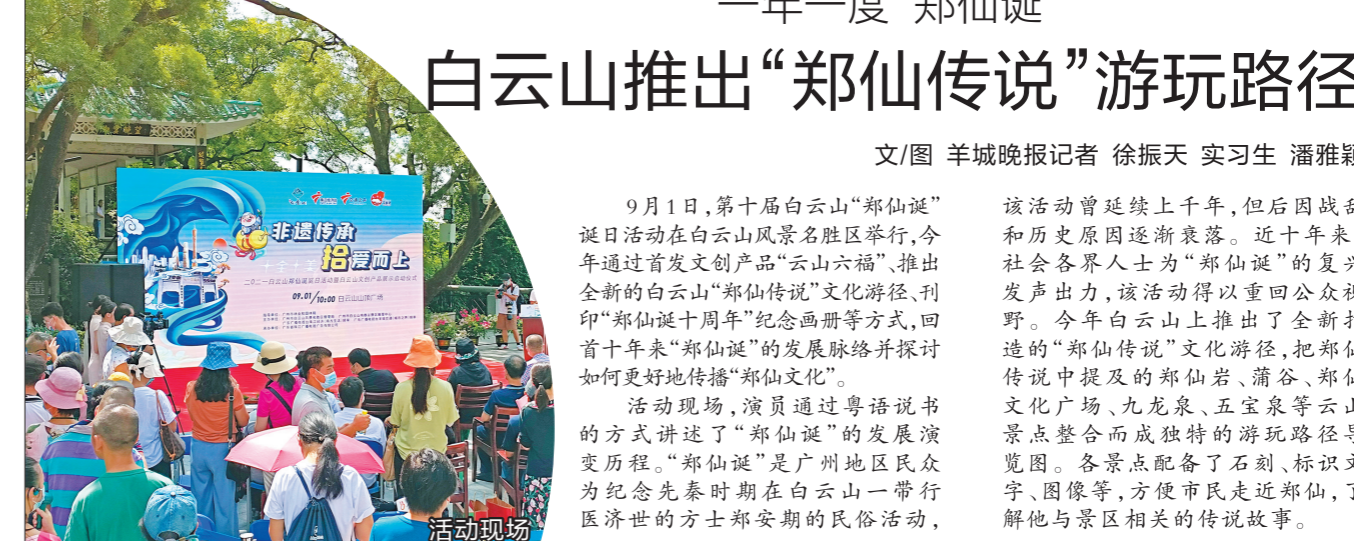 一年一度“郑仙诞”
白云山推出“郑仙传说”游玩路径
文/图 羊城晚报记者 徐振天 实习生 潘雅颖
9月1日,第十届白云山“郑仙诞”
诞日活动在白云山风景名胜区举行,今
年通过首发文创产品“云山六福”、推出
全新的白云山“郑仙传说”文化游径、刊
印“郑仙诞十周年”纪念画册等方式,回
首十年来“郑仙诞”的发展脉络并探讨
如何更好地传播“郑仙文化”。
活动现场,演员通过粤语说书
的方式讲述了“郑仙诞”的发展演
变历程。“郑仙诞”是广州地区民众
为纪念先秦时期在白云山一带行
医济世的方士郑安期的民俗活动,
该活动曾延续上千年,但后因战乱
和历史原因逐渐衰落。近十年来
社会各界人士为“郑仙诞”的复兴
发声出力,该活动得以重回公众视
野。今年白云山上推出了全新打
造的“郑仙传说”文化游径,把郑仙
传说中提及的郑仙岩、蒲谷、郑仙
文化广场、九龙泉、五宝泉等云山
景点整合而成独特的游玩路径导
览图。各景点配备了石刻、标识文
字、图像等,方便市民走近郑仙,了
解他与景区相关的传说故事。
非遗传承
拾爱而上
09.01/10:00 白云山山顶广场
活动现场